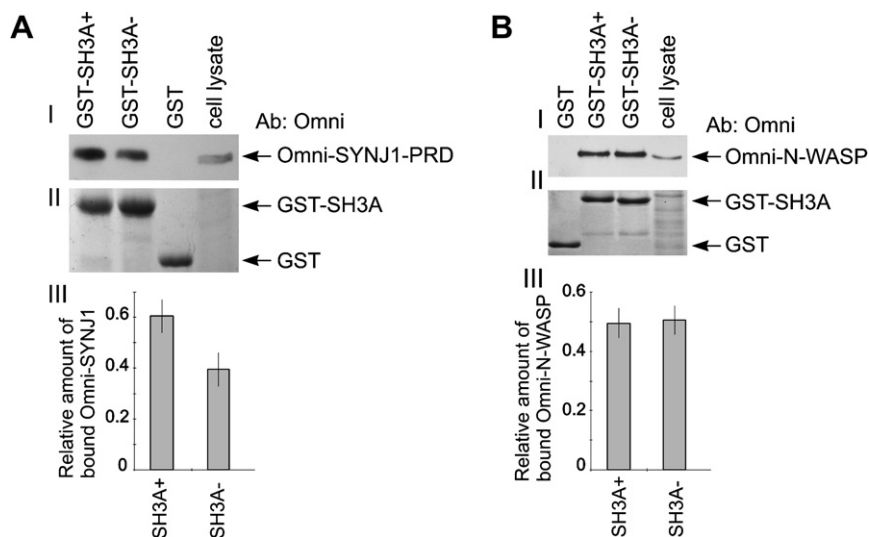 A
GST-SH3A+
GST-SH3A-
GST
cell lysate
I
Ab: Omni
Omni-SYNJ1-PRD
II
GST-SH3A
GST
III
Relative amount of
bound Omni-SYNJ1
0.6
0.4
0.2
0
SH3A+
SH3A-
B
GST
GST-SH3A+
GST-SH3A-
cell lysate
I
Ab: Omni
Omni-N-WASP
II
GST-SH3A
GST
III
Relative amount of
bound Omni-N-WASP
0.6
0.4
0.2
0
SH3A+
SH3A-